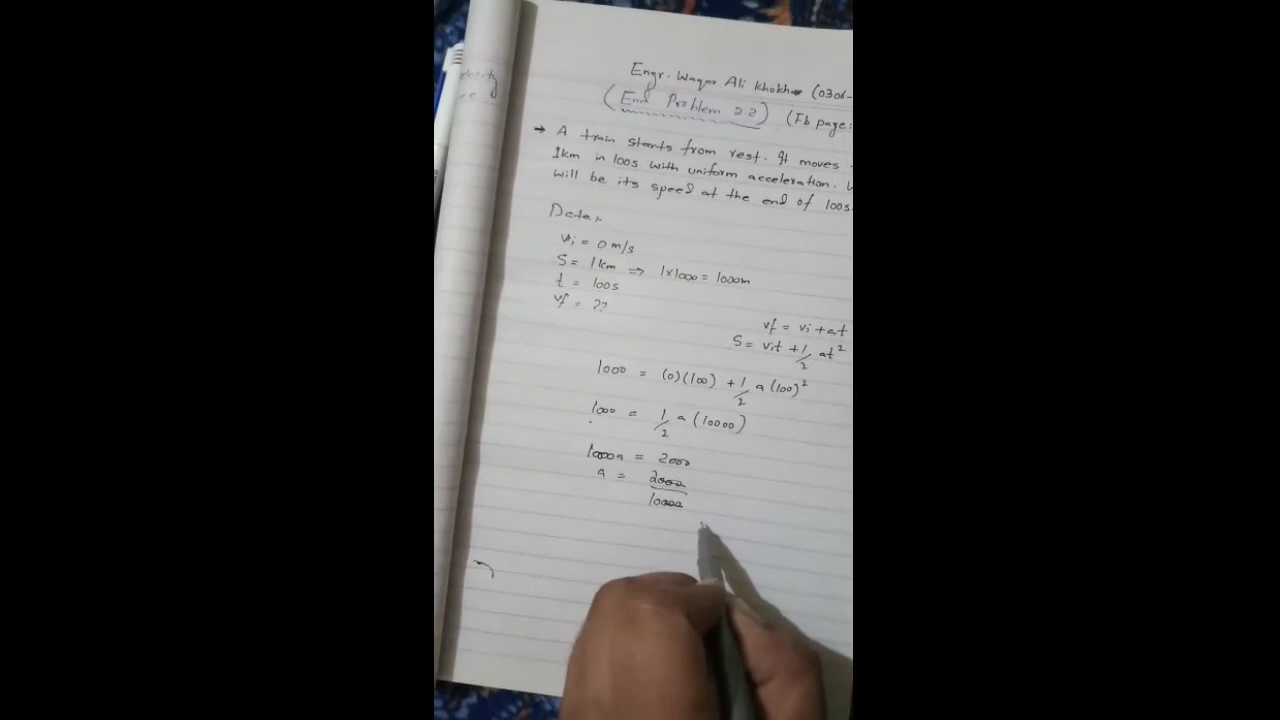 Engr. Waqar Ali Khokhar (0306-
(End Problem 2.2) (Fb page:
→ A train starts from rest. It moves
1km in 100s with uniform acceleration.
will be its speed at the end of 100s
Data:
vi = 0 m/s
S = 1km => 1x1000 = 1000m
t = 100s
vf = ??
vf = vi + at
S = vit + 1/2 at²
1000 = (0)(100) + 1/2 a (100)²
1000 = 1/2 a (10000)
10000a = 2000
a = 2000/10000